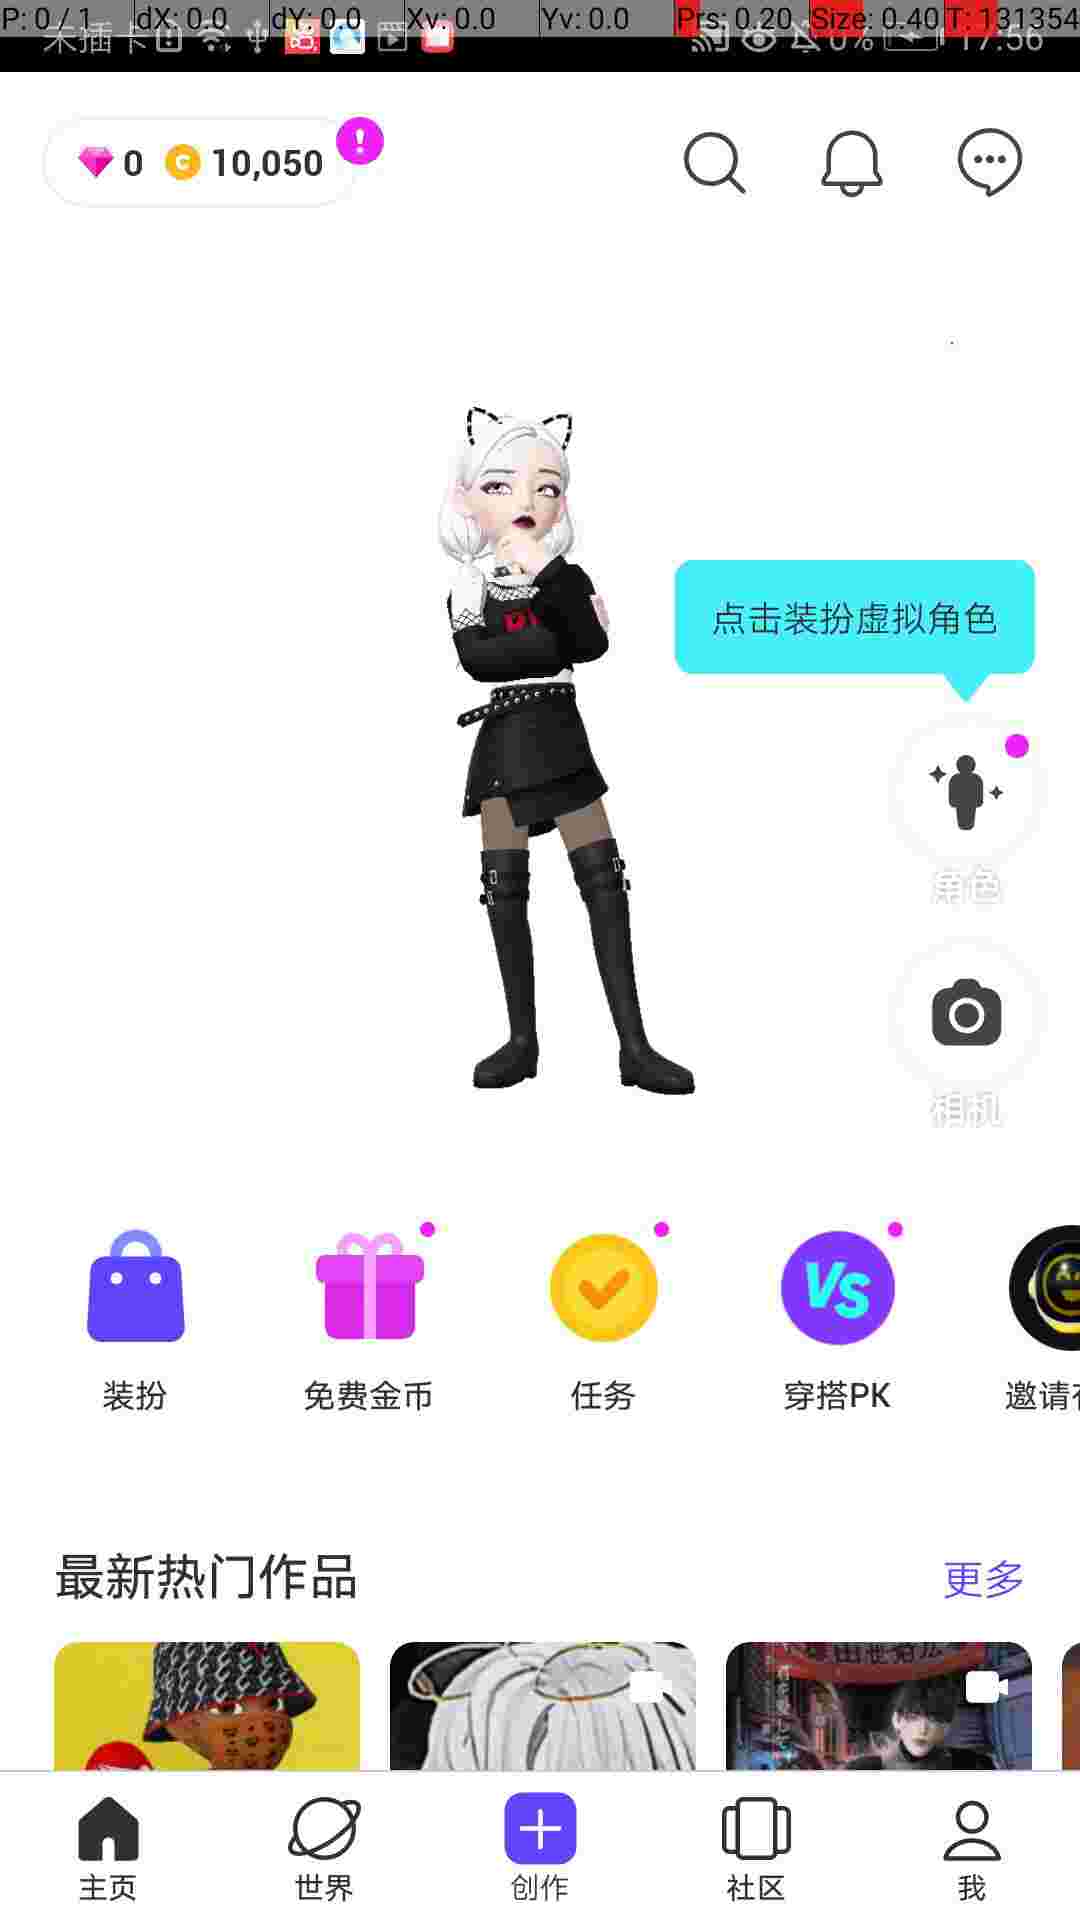 P: 0 / 1 dX: 0.0 dY: 0.0 Xv: 0.0 Yv: 0.0 Prs: 0.20 Size: 0.40 T: 131354
未插卡 0% 17:56
0 10,050
点击装扮虚拟角色
角色
相机
VS
装扮 免费金币 任务 穿搭PK 邀请
最新热门作品 更多
主页 世界 创作 社区 我